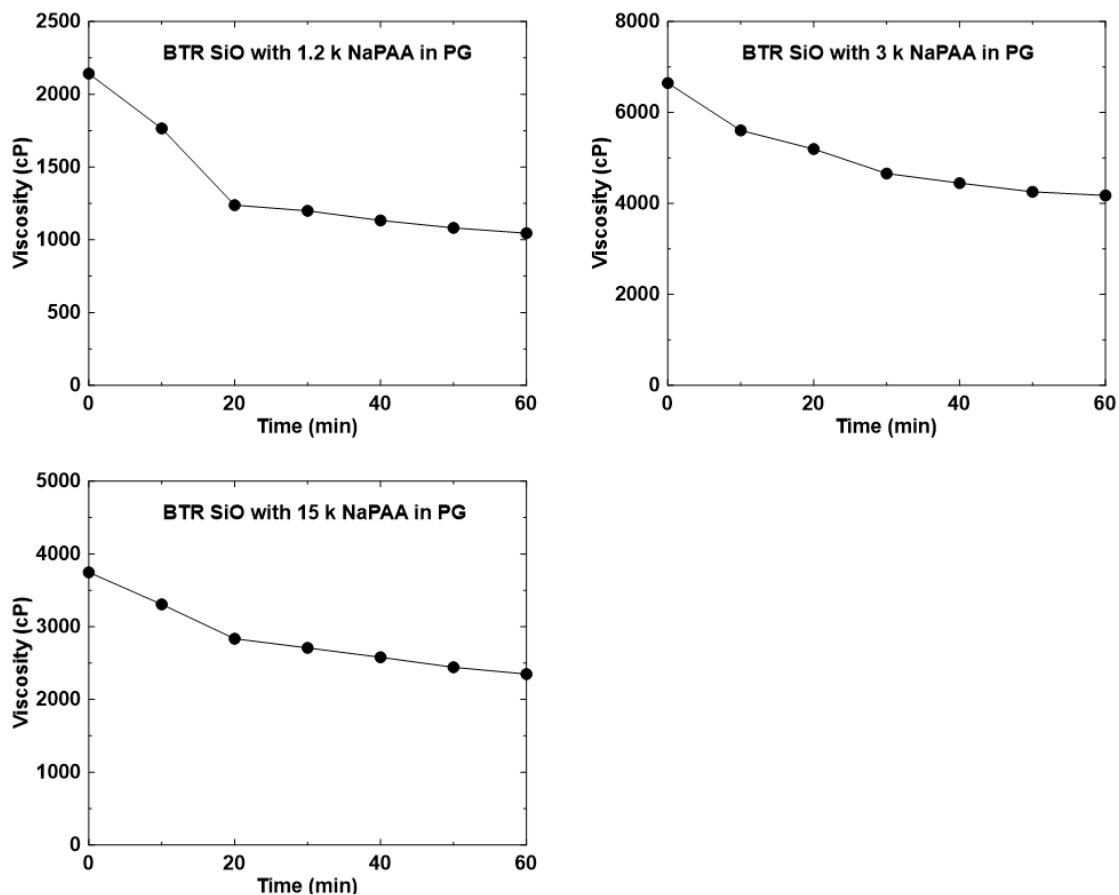 BTR SiO with 1.2 k NaPAA in PG
Viscosity (cP)
2500
2000
1500
1000
500
0
0 20 40 60
Time (min)
BTR SiO with 3 k NaPAA in PG
Viscosity (cP)
8000
6000
4000
2000
0
0 20 40 60
Time (min)
BTR SiO with 15 k NaPAA in PG
Viscosity (cP)
5000
4000
3000
2000
1000
0
0 20 40 60
Time (min)